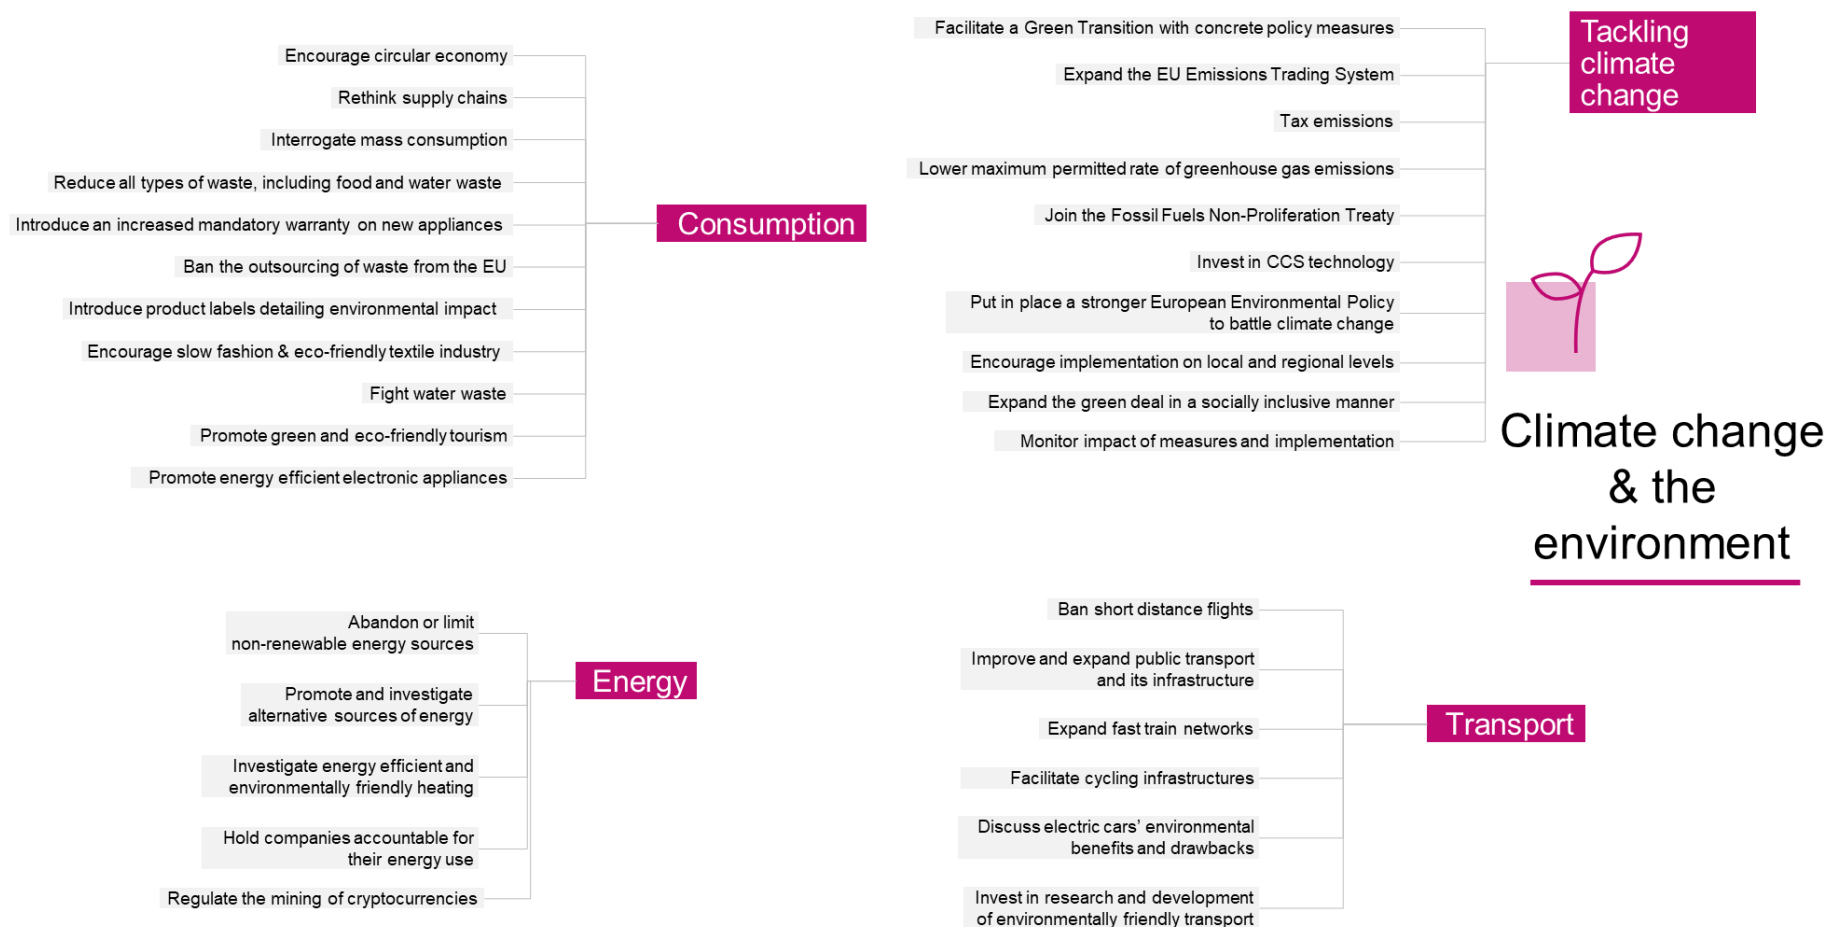 Encourage circular economy
Rethink supply chains
Interrogate mass consumption
Reduce all types of waste, including food and water waste
Introduce an increased mandatory warranty on new appliances
Ban the outsourcing of waste from the EU
Introduce product labels detailing environmental impact
Encourage slow fashion & eco-friendly textile industry
Fight water waste
Promote green and eco-friendly tourism
Promote energy efficient electronic appliances
Consumption
Facilitate a Green Transition with concrete policy measures
Expand the EU Emissions Trading System
Tax emissions
Lower maximum permitted rate of greenhouse gas emissions
Join the Fossil Fuels Non-Proliferation Treaty
Invest in CCS technology
Put in place a stronger European Environmental Policy
to battle climate change
Encourage implementation on local and regional levels
Expand the green deal in a socially inclusive manner
Monitor impact of measures and implementation
Tackling
climate
change
Climate change
& the
environment
Abandon or limit
non-renewable energy sources
Promote and investigate
alternative sources of energy
Investigate energy efficient and
environmentally friendly heating
Hold companies accountable for
their energy use
Regulate the mining of cryptocurrencies
Energy
Ban short distance flights
Improve and expand public transport
and its infrastructure
Expand fast train networks
Facilitate cycling infrastructures
Discuss electric cars’ environmental
benefits and drawbacks
Invest in research and development
of environmentally friendly transport
Transport